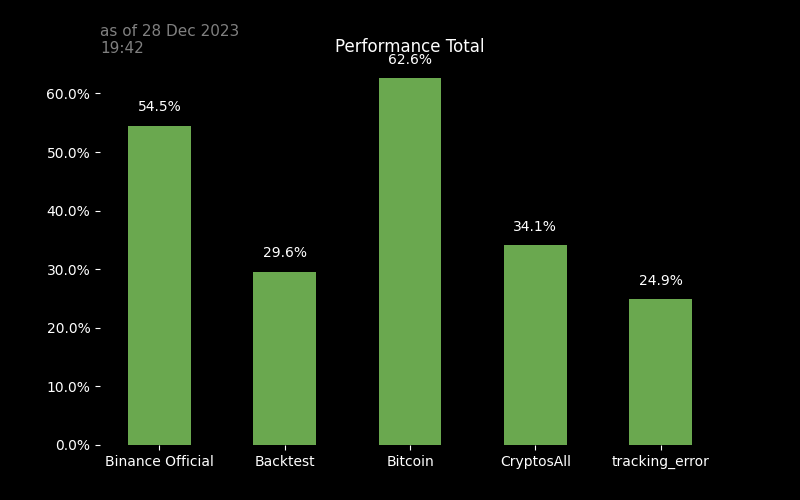 as of 28 Dec 2023
19:42
Performance Total
62.6%
60.0%
54.5%
50.0%
40.0%
34.1%
30.0%
29.6%
24.9%
20.0%
10.0%
0.0%
Binance Official
Backtest
Bitcoin
CryptosAll
tracking_error